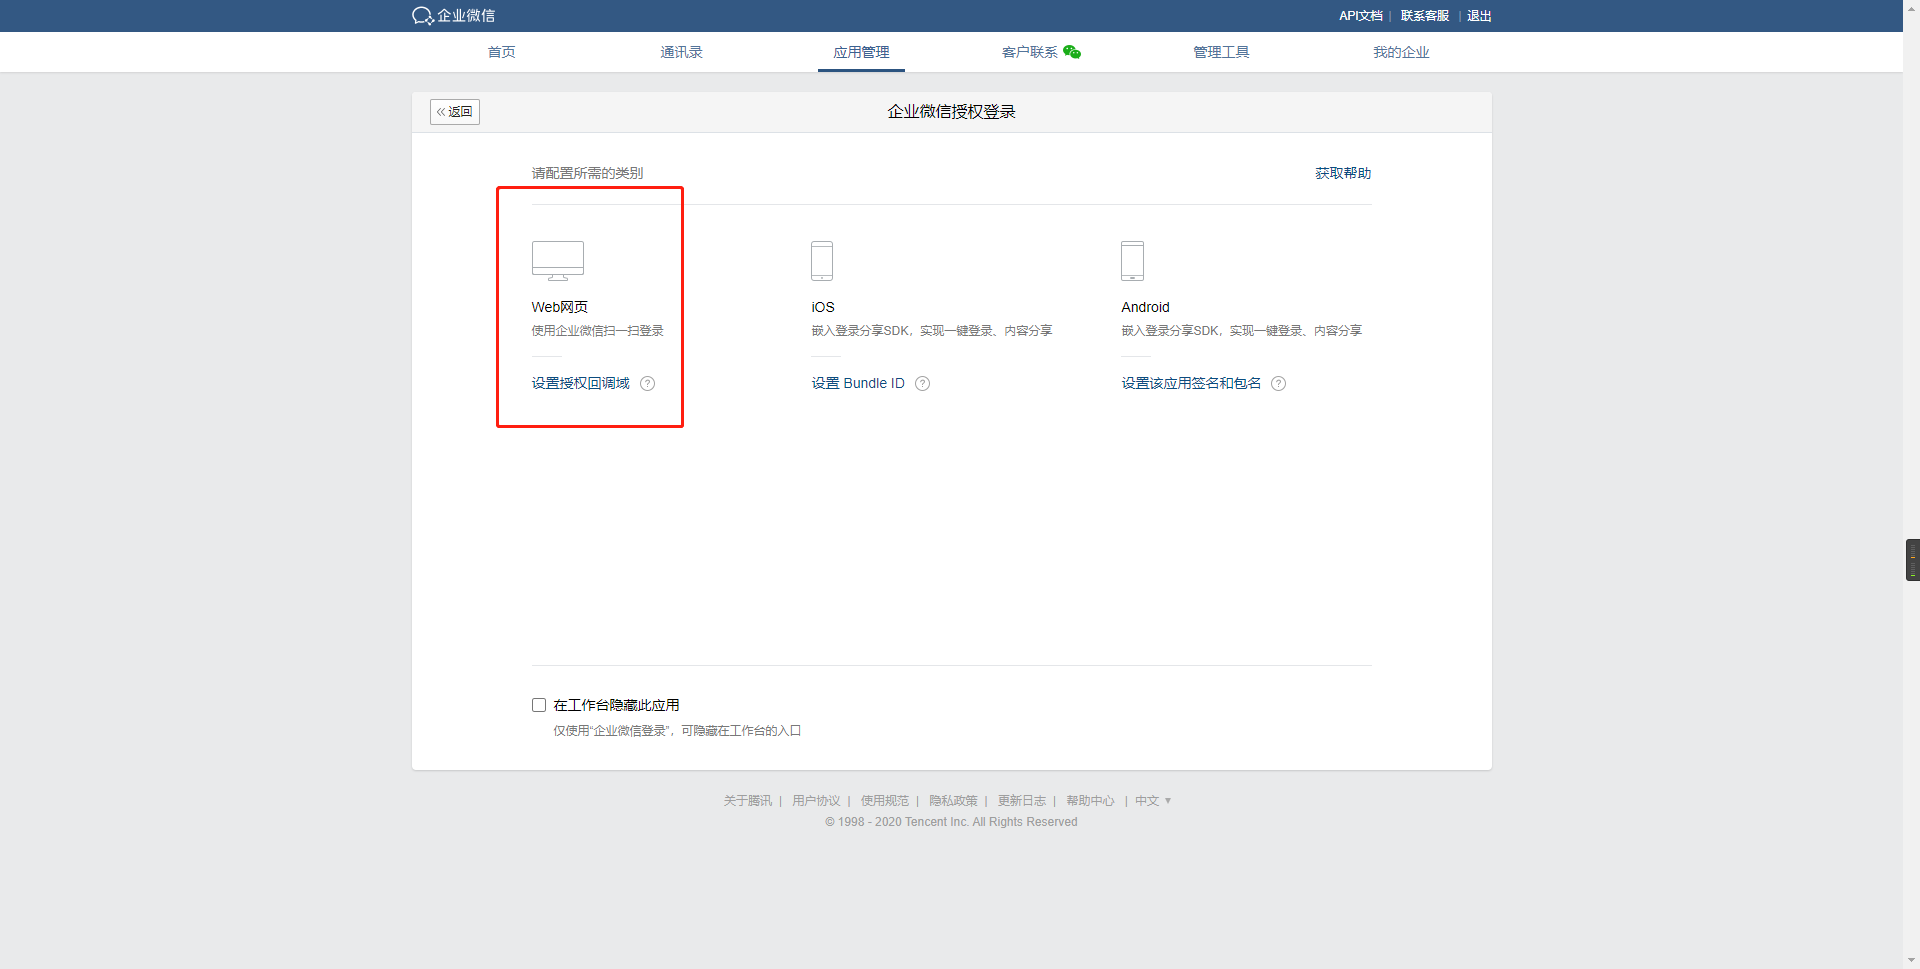 企业微信
API文档 | 联系客服 | 退出
首页 通讯录 应用管理 客户联系 管理工具 我的企业
«返回
企业微信授权登录
请配置所需的类别 获取帮助
Web网页
使用企业微信扫一扫登录
设置授权回调域 ?
iOS
嵌入登录分享SDK，实现一键登录、内容分享
设置 Bundle ID ?
Android
嵌入登录分享SDK，实现一键登录、内容分享
设置该应用签名和包名 ?
在工作台隐藏此应用
仅使用“企业微信登录”，可隐藏在工作台的入口
关于腾讯 | 用户协议 | 使用规范 | 隐私政策 | 更新日志 | 帮助中心 | 中文 ▼
© 1998 - 2020 Tencent Inc. All Rights Reserved